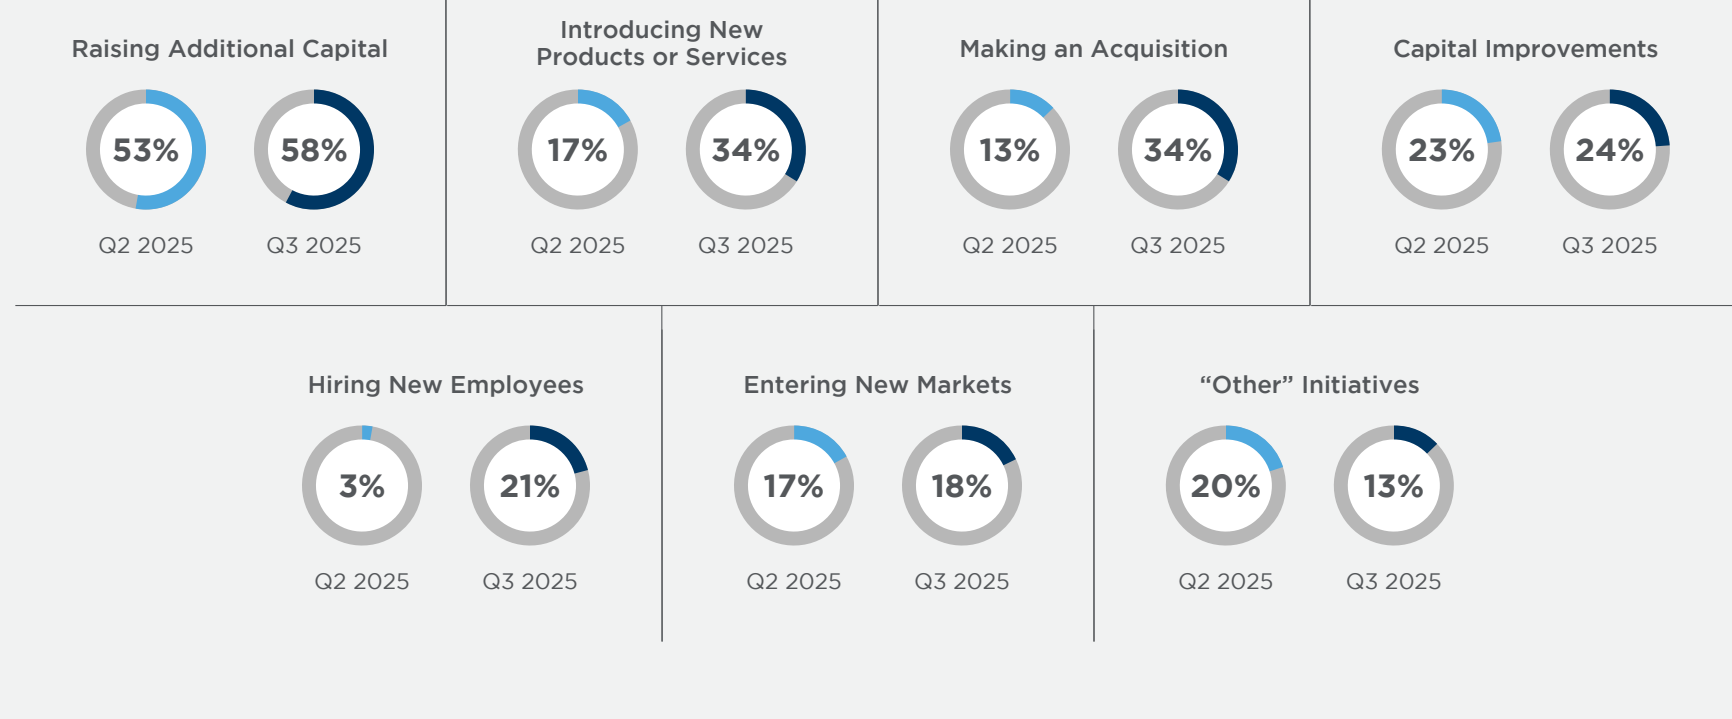 Raising Additional Capital
53%
58%
Q2 2025
Q3 2025
Introducing New
Products or Services
17%
34%
Q2 2025
Q3 2025
Making an Acquisition
13%
34%
Q2 2025
Q3 2025
Capital Improvements
23%
24%
Q2 2025
Q3 2025
Hiring New Employees
3%
21%
Q2 2025
Q3 2025
Entering New Markets
17%
18%
Q2 2025
Q3 2025
“Other” Initiatives
20%
13%
Q2 2025
Q3 2025